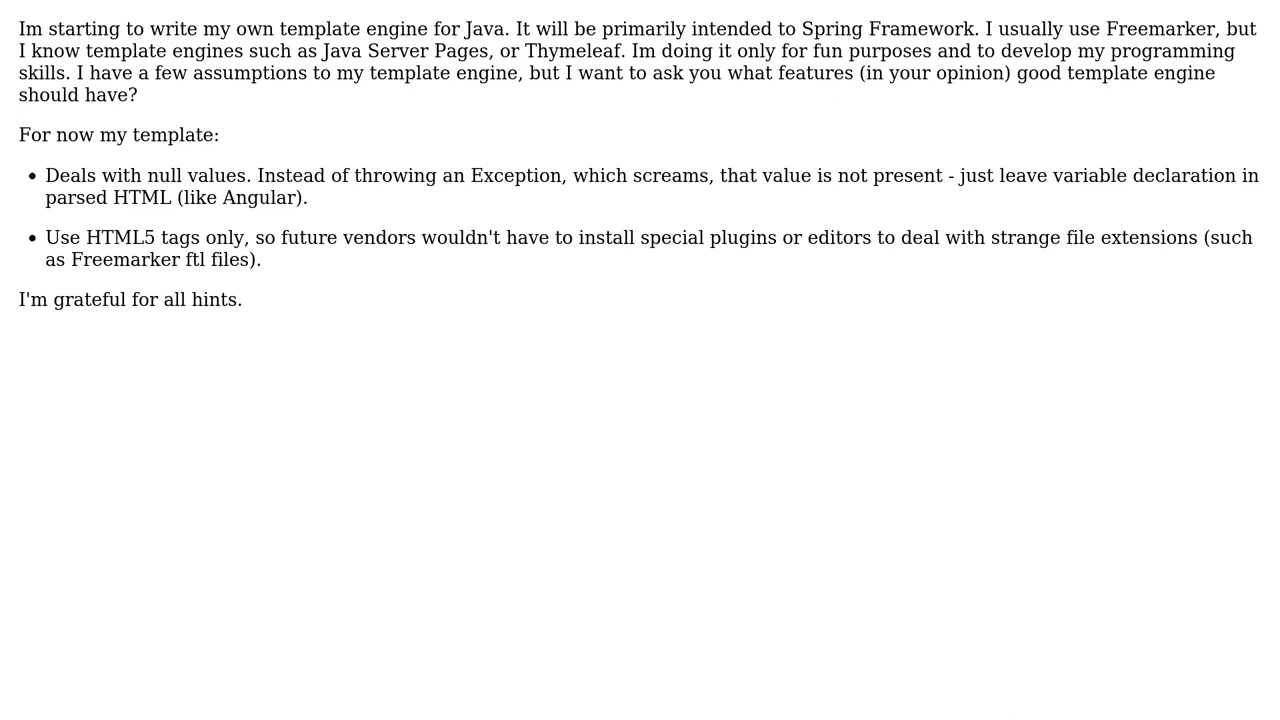 Im starting to write my own template engine for Java. It will be primarily intended to Spring Framework. I usually use Freemarker, but
I know template engines such as Java Server Pages, or Thymeleaf. Im doing it only for fun purposes and to develop my programming
skills. I have a few assumptions to my template engine, but I want to ask you what features (in your opinion) good template engine
should have?
For now my template:
• Deals with null values. Instead of throwing an Exception, which screams, that value is not present - just leave variable declaration in
parsed HTML (like Angular).
• Use HTML5 tags only, so future vendors wouldn't have to install special plugins or editors to deal with strange file extensions (such
as Freemarker ftl files).
I'm grateful for all hints.